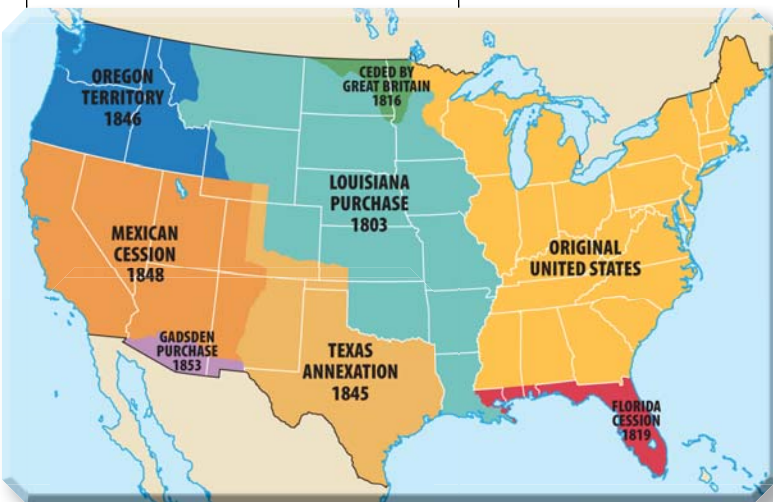 OREGON
TERRITORY
1846
CEDED BY
GREAT BRITAIN
1816
LOUISIANA
PURCHASE
1803
MEXICAN
CESSION
1848
ORIGINAL
UNITED STATES
GADSDEN
PURCHASE
1853
TEXAS
ANNEXATION
1845
FLORIDA
CESSION
1819